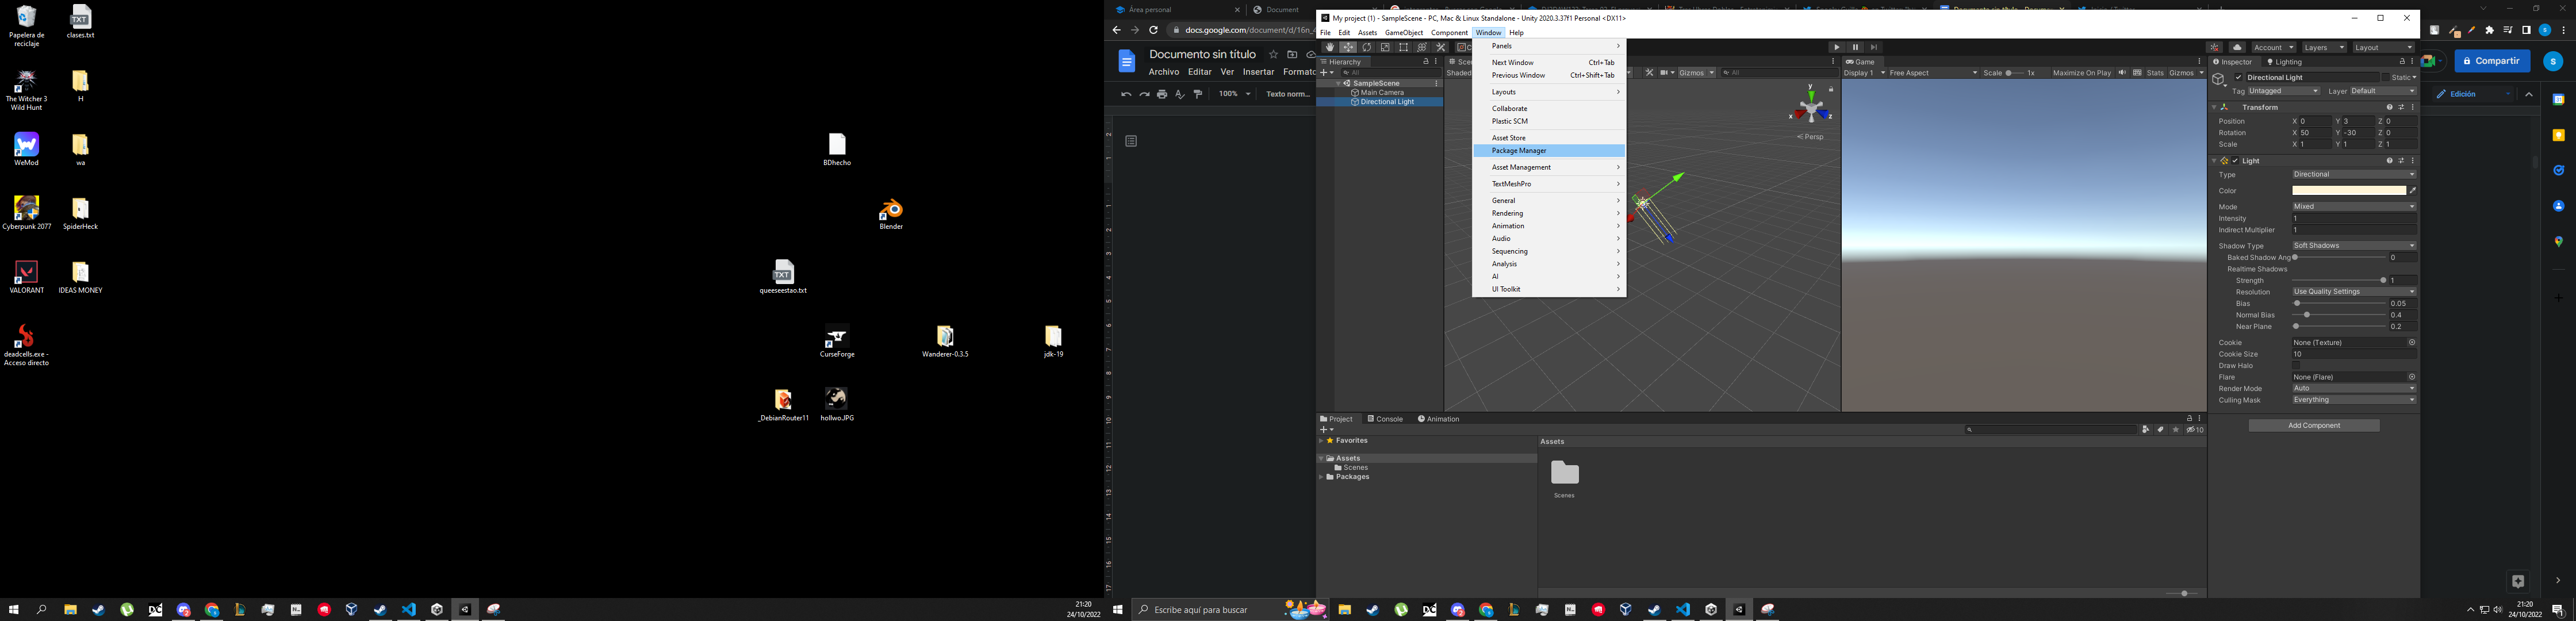 Papelera de
reciclaje
clases.txt
The Witcher 3
Wild Hunt
H
WeMod
wa
Cyberpunk 2077
SpiderHeck
VALORANT
IDEAS MONEY
deadcells.exe -
Acceso directo
BDhecho
Blender
queeseestao.txt
CurseForge
Wanderer-0.3.5
jdk-19
_DebianRouter11
hollwo.JPG
21:20
24/10/2022
Área personal
Document
docs.google.com/document/d/16n_4
Documento sin título
Archivo Editar Ver Insertar Formato
100% Texto norm...
Compartir
Edición
My project (1) - SampleScene - PC, Mac & Linux Standalone - Unity 2020.3.37f1 Personal <DX11>
File Edit Assets GameObject Component Window Help
Account Layers Layout
Hierarchy
All
SampleScene
Main Camera
Directional Light
Shaded
Gizmos All
Persp
Panels
Next Window Ctrl+Tab
Previous Window Ctrl+Shift+Tab
Layouts
Collaborate
Plastic SCM
Asset Store
Package Manager
Asset Management
TextMeshPro
General
Rendering
Animation
Audio
Sequencing
Analysis
AI
UI Toolkit
Game
Display 1 Free Aspect Scale 1x Maximize On Play Stats Gizmos
Inspector Lighting
Directional Light Static
Tag Untagged Layer Default
Transform
Position X 0 Y 3 Z 0
Rotation X 50 Y -30 Z 0
Scale X 1 Y 1 Z 1
Light
Type Directional
Color
Mode Mixed
Intensity 1
Indirect Multiplier 1
Shadow Type Soft Shadows
Baked Shadow Ang 0
Realtime Shadows
Strength 1
Resolution Use Quality Settings
Bias 0.05
Normal Bias 0.4
Near Plane 0.2
Cookie None (Texture)
Cookie Size 10
Draw Halo
Flare None (Flare)
Render Mode Auto
Culling Mask Everything
Add Component
Project Console Animation
10
Favorites
Assets
Scenes
Packages
Assets
Scenes
Escribe aquí para buscar
21:20
24/10/2022